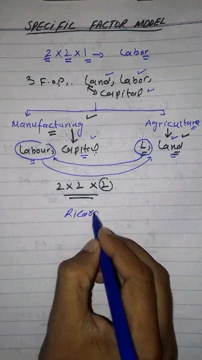 SPECIFIC FACTOR MODEL
2 × 2 × 1 → Labor
3 F.O.P. Land, Labor,
Capital
Manufacturing Agriculture
Labour, Capital L, Land
2 × 2 × 2
Ricar